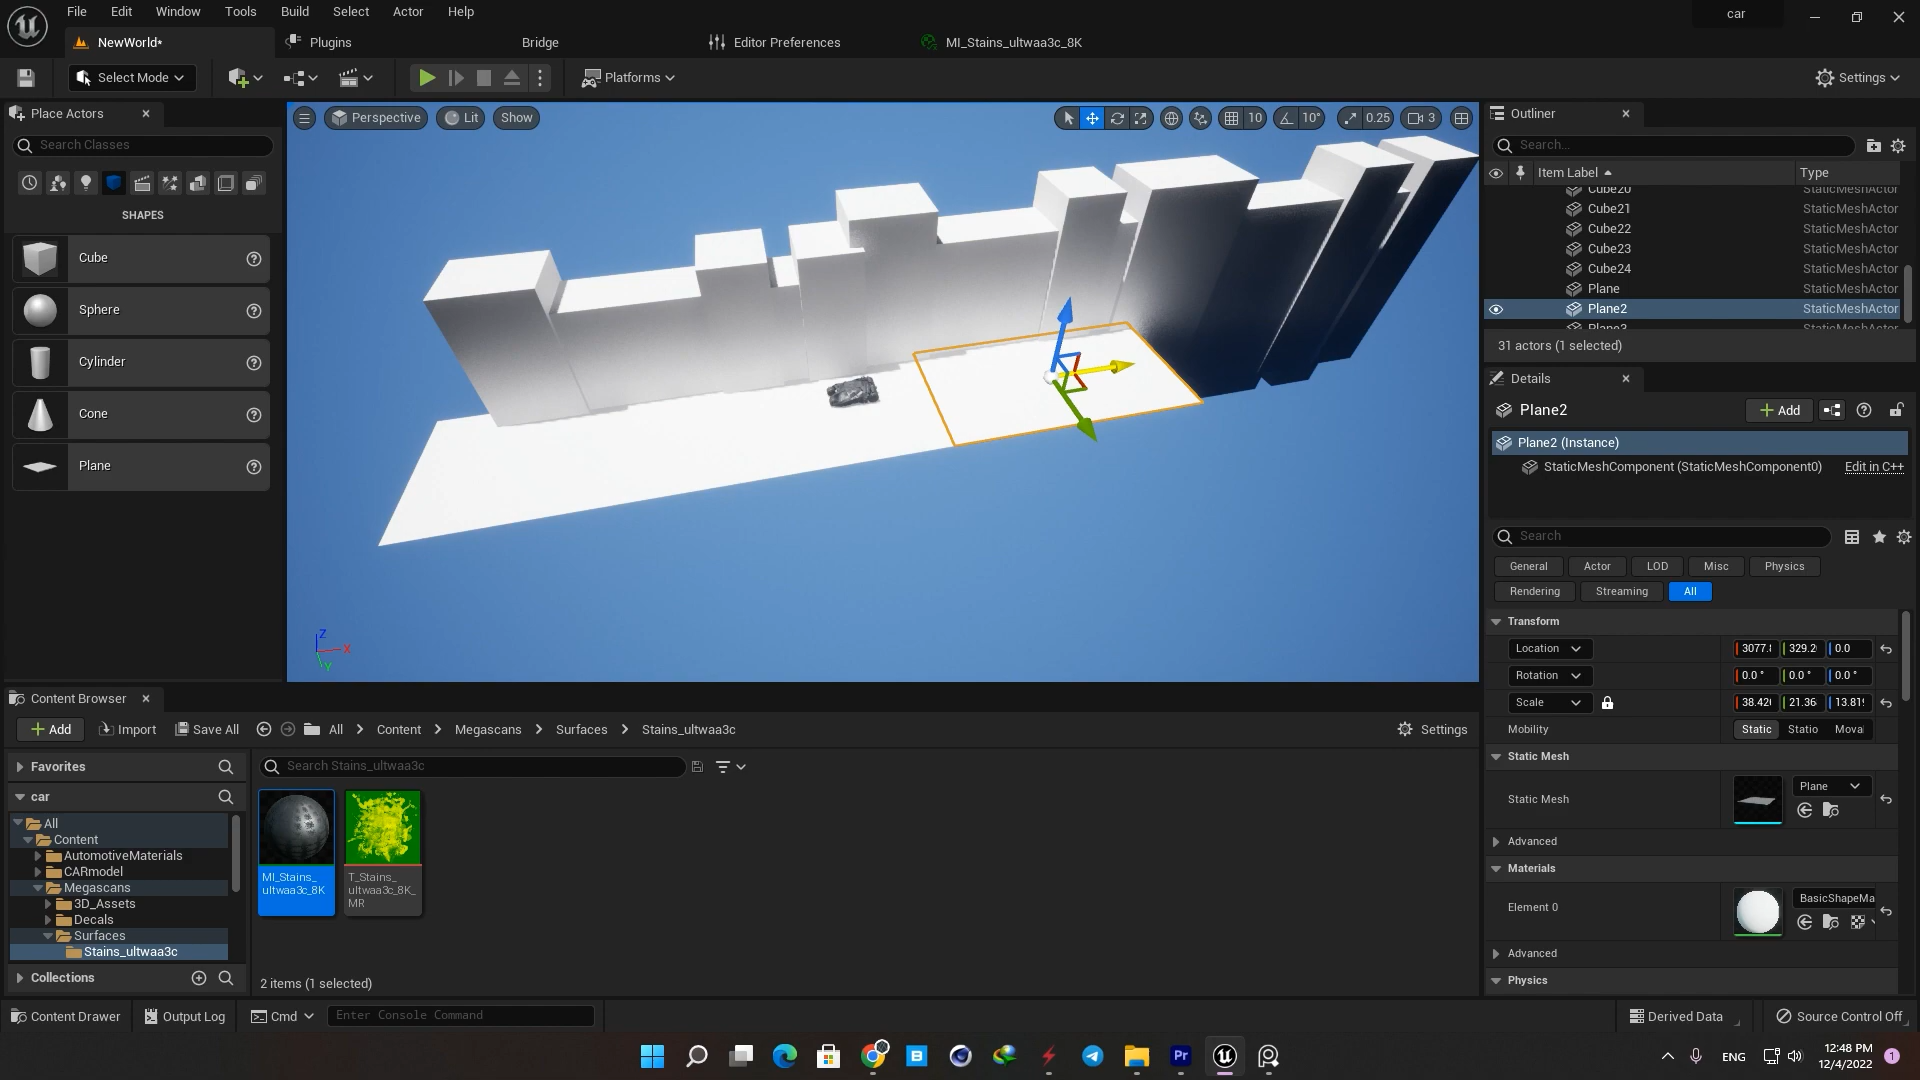 File Edit Window Tools Build Select Actor Help
car
NewWorld* Plugins Bridge Editor Preferences MI_Stains_ultwaa3c_8K
Select Mode
Platforms
Settings
Place Actors
Search Classes
SHAPES
Cube
Sphere
Cylinder
Cone
Plane
Perspective Lit Show
10 10° 0.25 3
Z
X
Y
Outliner
Search...
Item Label Type
Cube20 StaticMeshActor
Cube21 StaticMeshActor
Cube22 StaticMeshActor
Cube23 StaticMeshActor
Cube24 StaticMeshActor
Plane StaticMeshActor
Plane2 StaticMeshActor
Plane3 StaticMeshActor
31 actors (1 selected)
Details
Plane2
Add
Plane2 (Instance)
StaticMeshComponent (StaticMeshComponent0) Edit in C++
Search
General Actor LOD Misc Physics
Rendering Streaming All
Transform
Location 3077. 329.2 0.0
Rotation 0.0 ° 0.0 ° 0.0 °
Scale 38.42 21.36 13.81
Mobility Static Statio Mova
Static Mesh
Static Mesh Plane
Advanced
Materials
Element 0 BasicShapeMa
Advanced
Physics
Content Browser
Add Import Save All All Content Megascans Surfaces Stains_ultwaa3c Settings
Favorites
Search Stains_ultwaa3c
car
All
Content
AutomotiveMaterials
CARmodel
Megascans
3D_Assets
Decals
Surfaces
Stains_ultwaa3c
Collections
MI_Stains_
ultwaa3c_8K
T_Stains_
ultwaa3c_8K_
MR
2 items (1 selected)
Content Drawer Output Log Cmd Enter Console Command
Derived Data Source Control Off
B
Pr
ENG
12:48 PM
12/4/2022
1